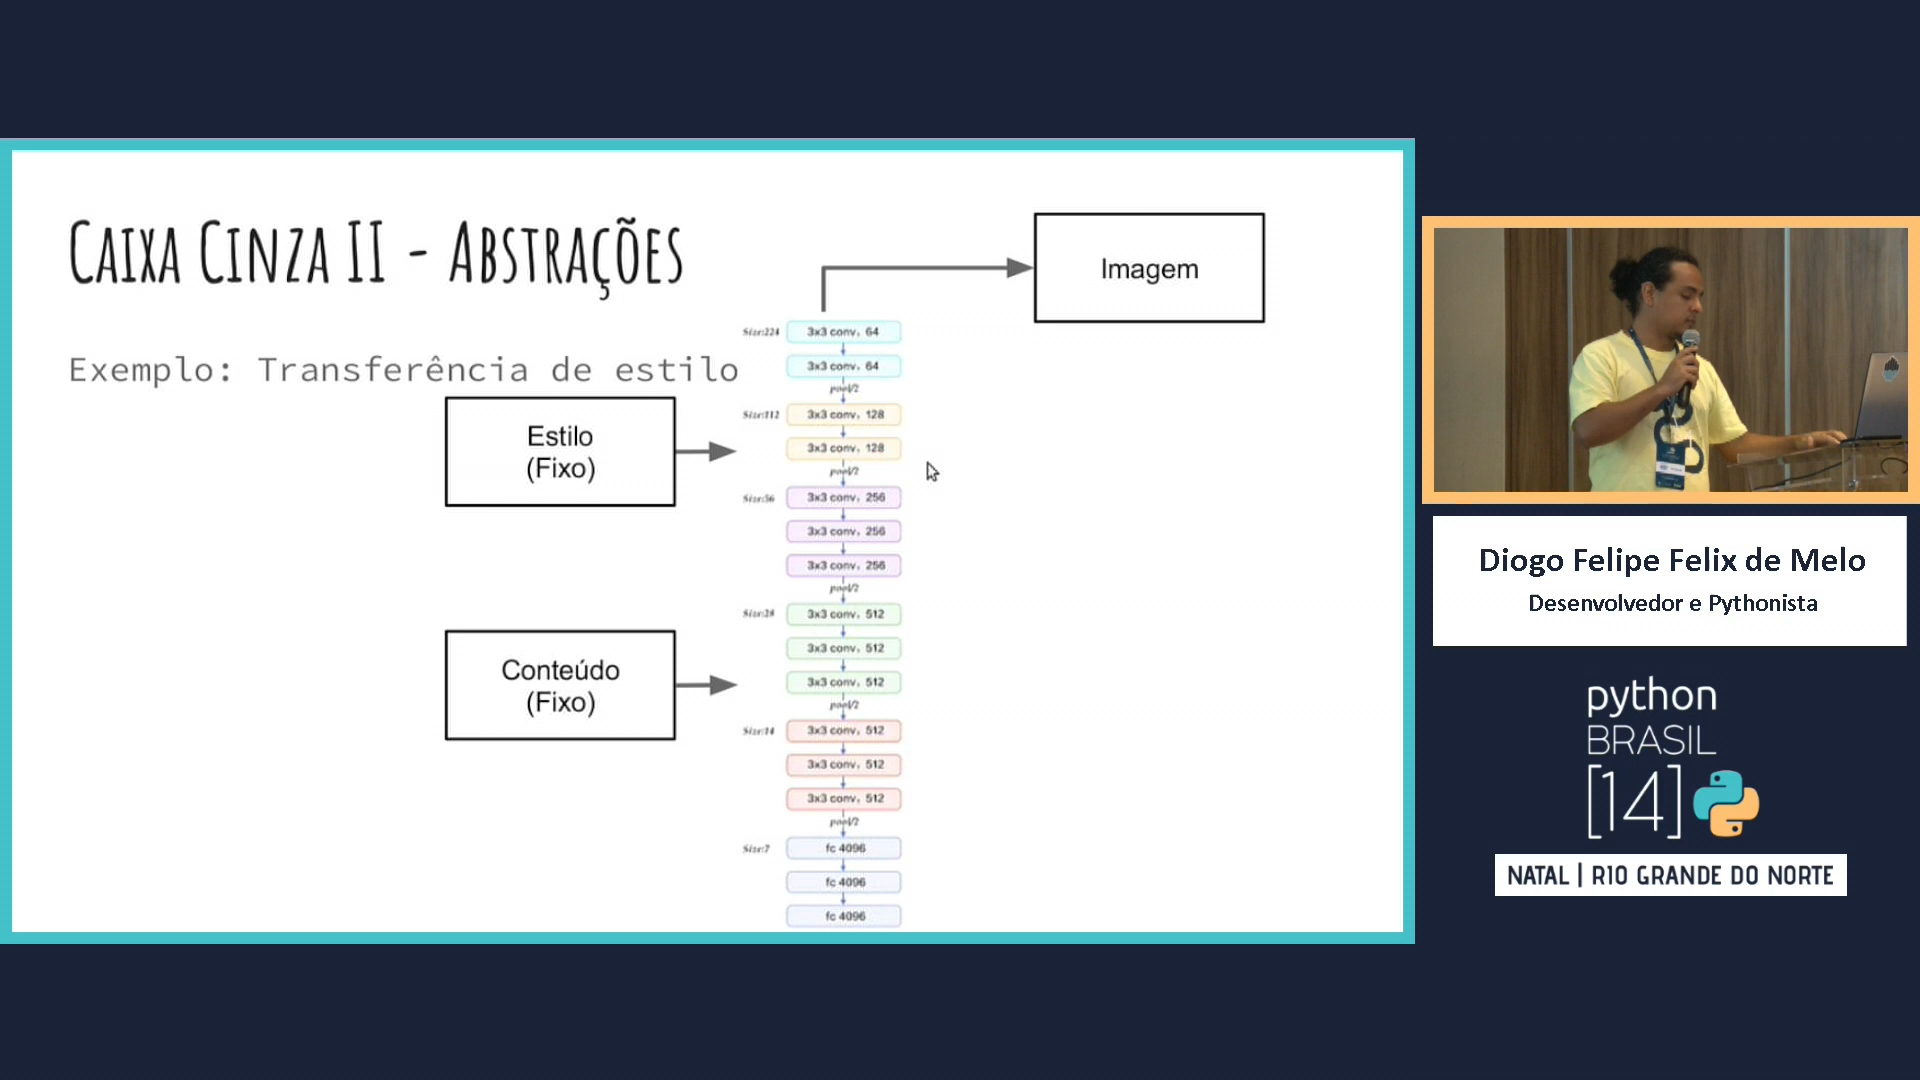 CAIXA CINZA II - ABSTRAÇÕES
Exemplo: Transferência de estilo
Imagem
Estilo
(Fixo)
Conteúdo
(Fixo)
Size:224
3x3 conv, 64
3x3 conv, 64
pool/2
Size:112
3x3 conv, 128
3x3 conv, 128
pool/2
Size:56
3x3 conv, 256
3x3 conv, 256
3x3 conv, 256
pool/2
Size:28
3x3 conv, 512
3x3 conv, 512
3x3 conv, 512
pool/2
Size:14
3x3 conv, 512
3x3 conv, 512
3x3 conv, 512
pool/2
Size:7
fc 4096
fc 4096
fc 4096
Diogo Felipe Felix de Melo
Desenvolvedor e Pythonista
python
BRASIL
[14]
NATAL | RIO GRANDE DO NORTE